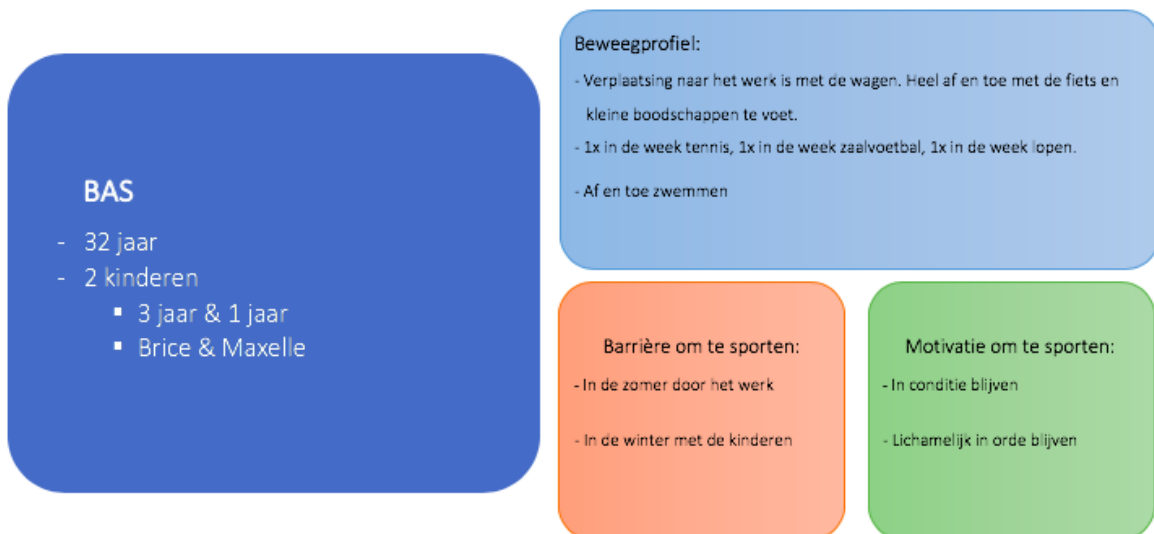 BAS
- 32 jaar
- 2 kinderen
▪ 3 jaar & 1 jaar
▪ Brice & Maxelle
Beweegprofiel:
- Verplaatsing naar het werk is met de wagen. Heel af en toe met de fiets en
kleine boodschappen te voet.
- 1x in de week tennis, 1x in de week zaalvoetbal, 1x in de week lopen.
- Af en toe zwemmen
Barrière om te sporten:
- In de zomer door het werk
- In de winter met de kinderen
Motivatie om te sporten:
- In conditie blijven
- Lichamelijk in orde blijven